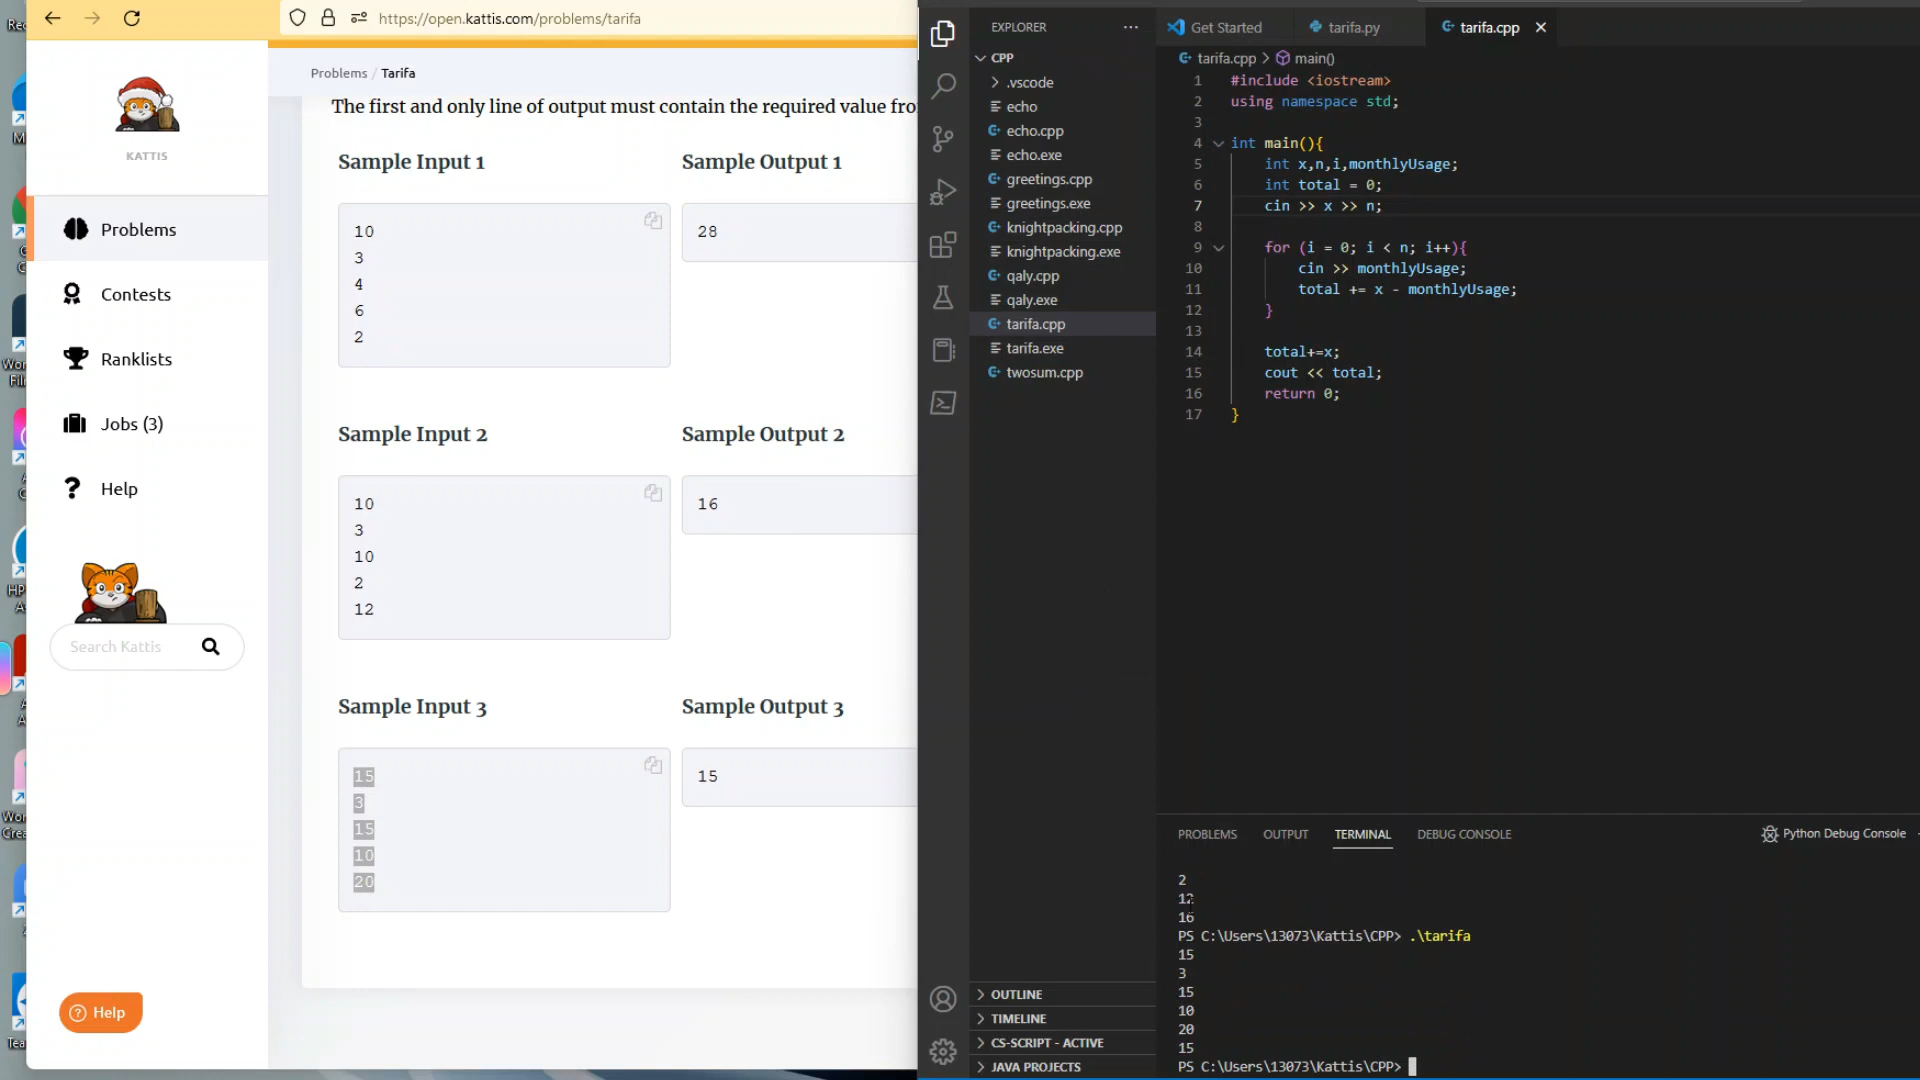 https://open.kattis.com/problems/tarifa
KATTIS
Problems
Contests
Ranklists
Jobs (3)
Help
Search Kattis
Help
Problems / Tarifa
The first and only line of output must contain the required value fro
Sample Input 1
Sample Output 1
10
3
4
6
2
28
Sample Input 2
Sample Output 2
10
3
10
2
12
16
Sample Input 3
Sample Output 3
15
3
15
10
20
15
EXPLORER
CPP
.vscode
echo
echo.cpp
echo.exe
greetings.cpp
greetings.exe
knightpacking.cpp
knightpacking.exe
qaly.cpp
qaly.exe
tarifa.cpp
tarifa.exe
twosum.cpp
OUTLINE
TIMELINE
CS-SCRIPT - ACTIVE
JAVA PROJECTS
Get Started
tarifa.py
tarifa.cpp
tarifa.cpp > main()
1 #include <iostream>
2 using namespace std;
3
4 int main(){
5 int x,n,i,monthlyUsage;
6 int total = 0;
7 cin >> x >> n;
8
9 for (i = 0; i < n; i++){
10 cin >> monthlyUsage;
11 total += x - monthlyUsage;
12 }
13
14 total+=x;
15 cout << total;
16 return 0;
17 }
PROBLEMS OUTPUT TERMINAL DEBUG CONSOLE
Python Debug Console
2
12
16
PS C:\Users\13073\Kattis\CPP> .\tarifa
15
3
15
10
20
15
PS C:\Users\13073\Kattis\CPP>